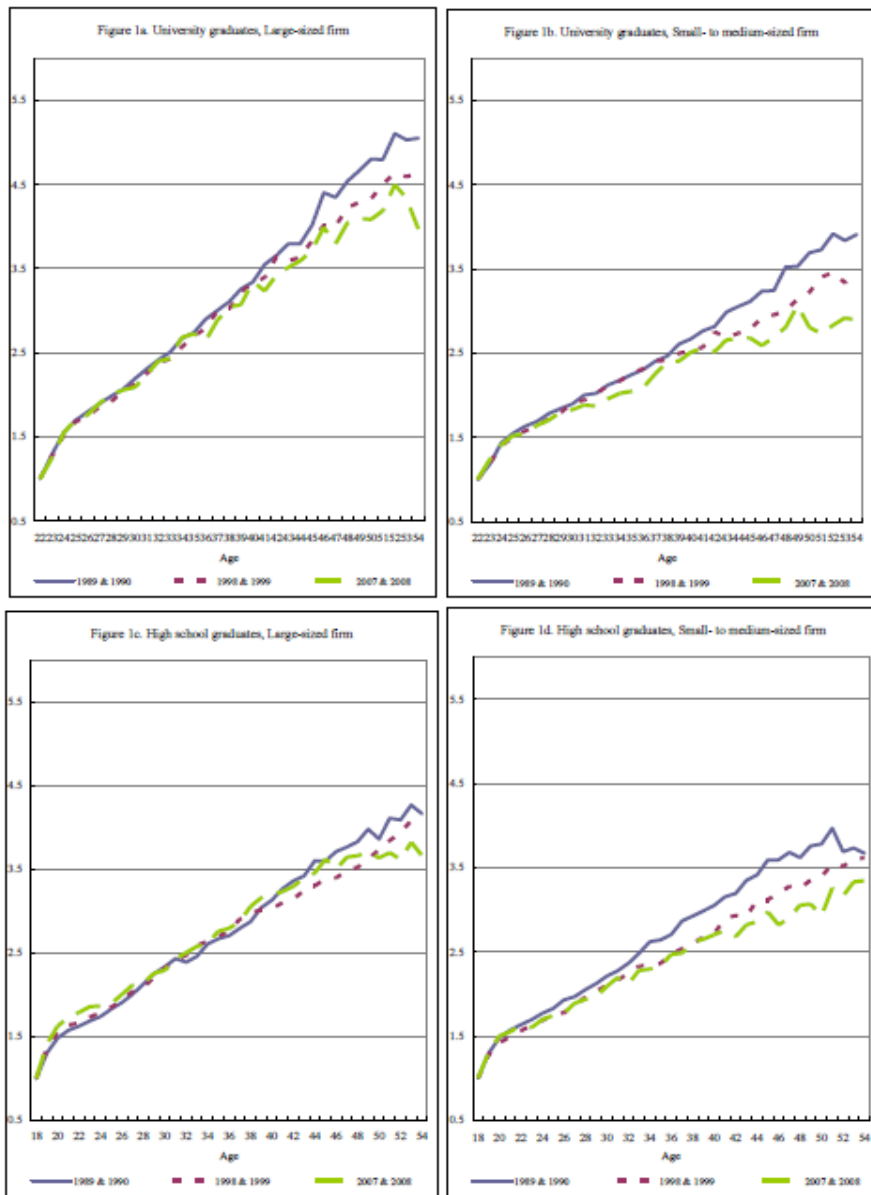 Figure 1a. University graduates, Large-sized firm
5.5
4.5
3.5
2.5
1.5
0.5
222324252627282930313233343536373839404142434445464748495051525354
Age
1989 & 1990 1998 & 1999 2007 & 2008
Figure 1b. University graduates, Small- to medium-sized firm
5.5
4.5
3.5
2.5
1.5
0.5
222324252627282930313233343536373839404142434445464748495051525354
Age
1989 & 1990 1998 & 1999 2007 & 2008
Figure 1c. High school graduates, Large-sized firm
5.5
4.5
3.5
2.5
1.5
0.5
18 20 22 24 26 28 30 32 34 36 38 40 42 44 46 48 50 52 54
Age
1989 & 1990 1998 & 1999 2007 & 2008
Figure 1d. High school graduates, Small- to medium-sized firm
5.5
4.5
3.5
2.5
1.5
0.5
18 20 22 24 26 28 30 32 34 36 38 40 42 44 46 48 50 52 54
Age
1989 & 1990 1998 & 1999 2007 & 2008